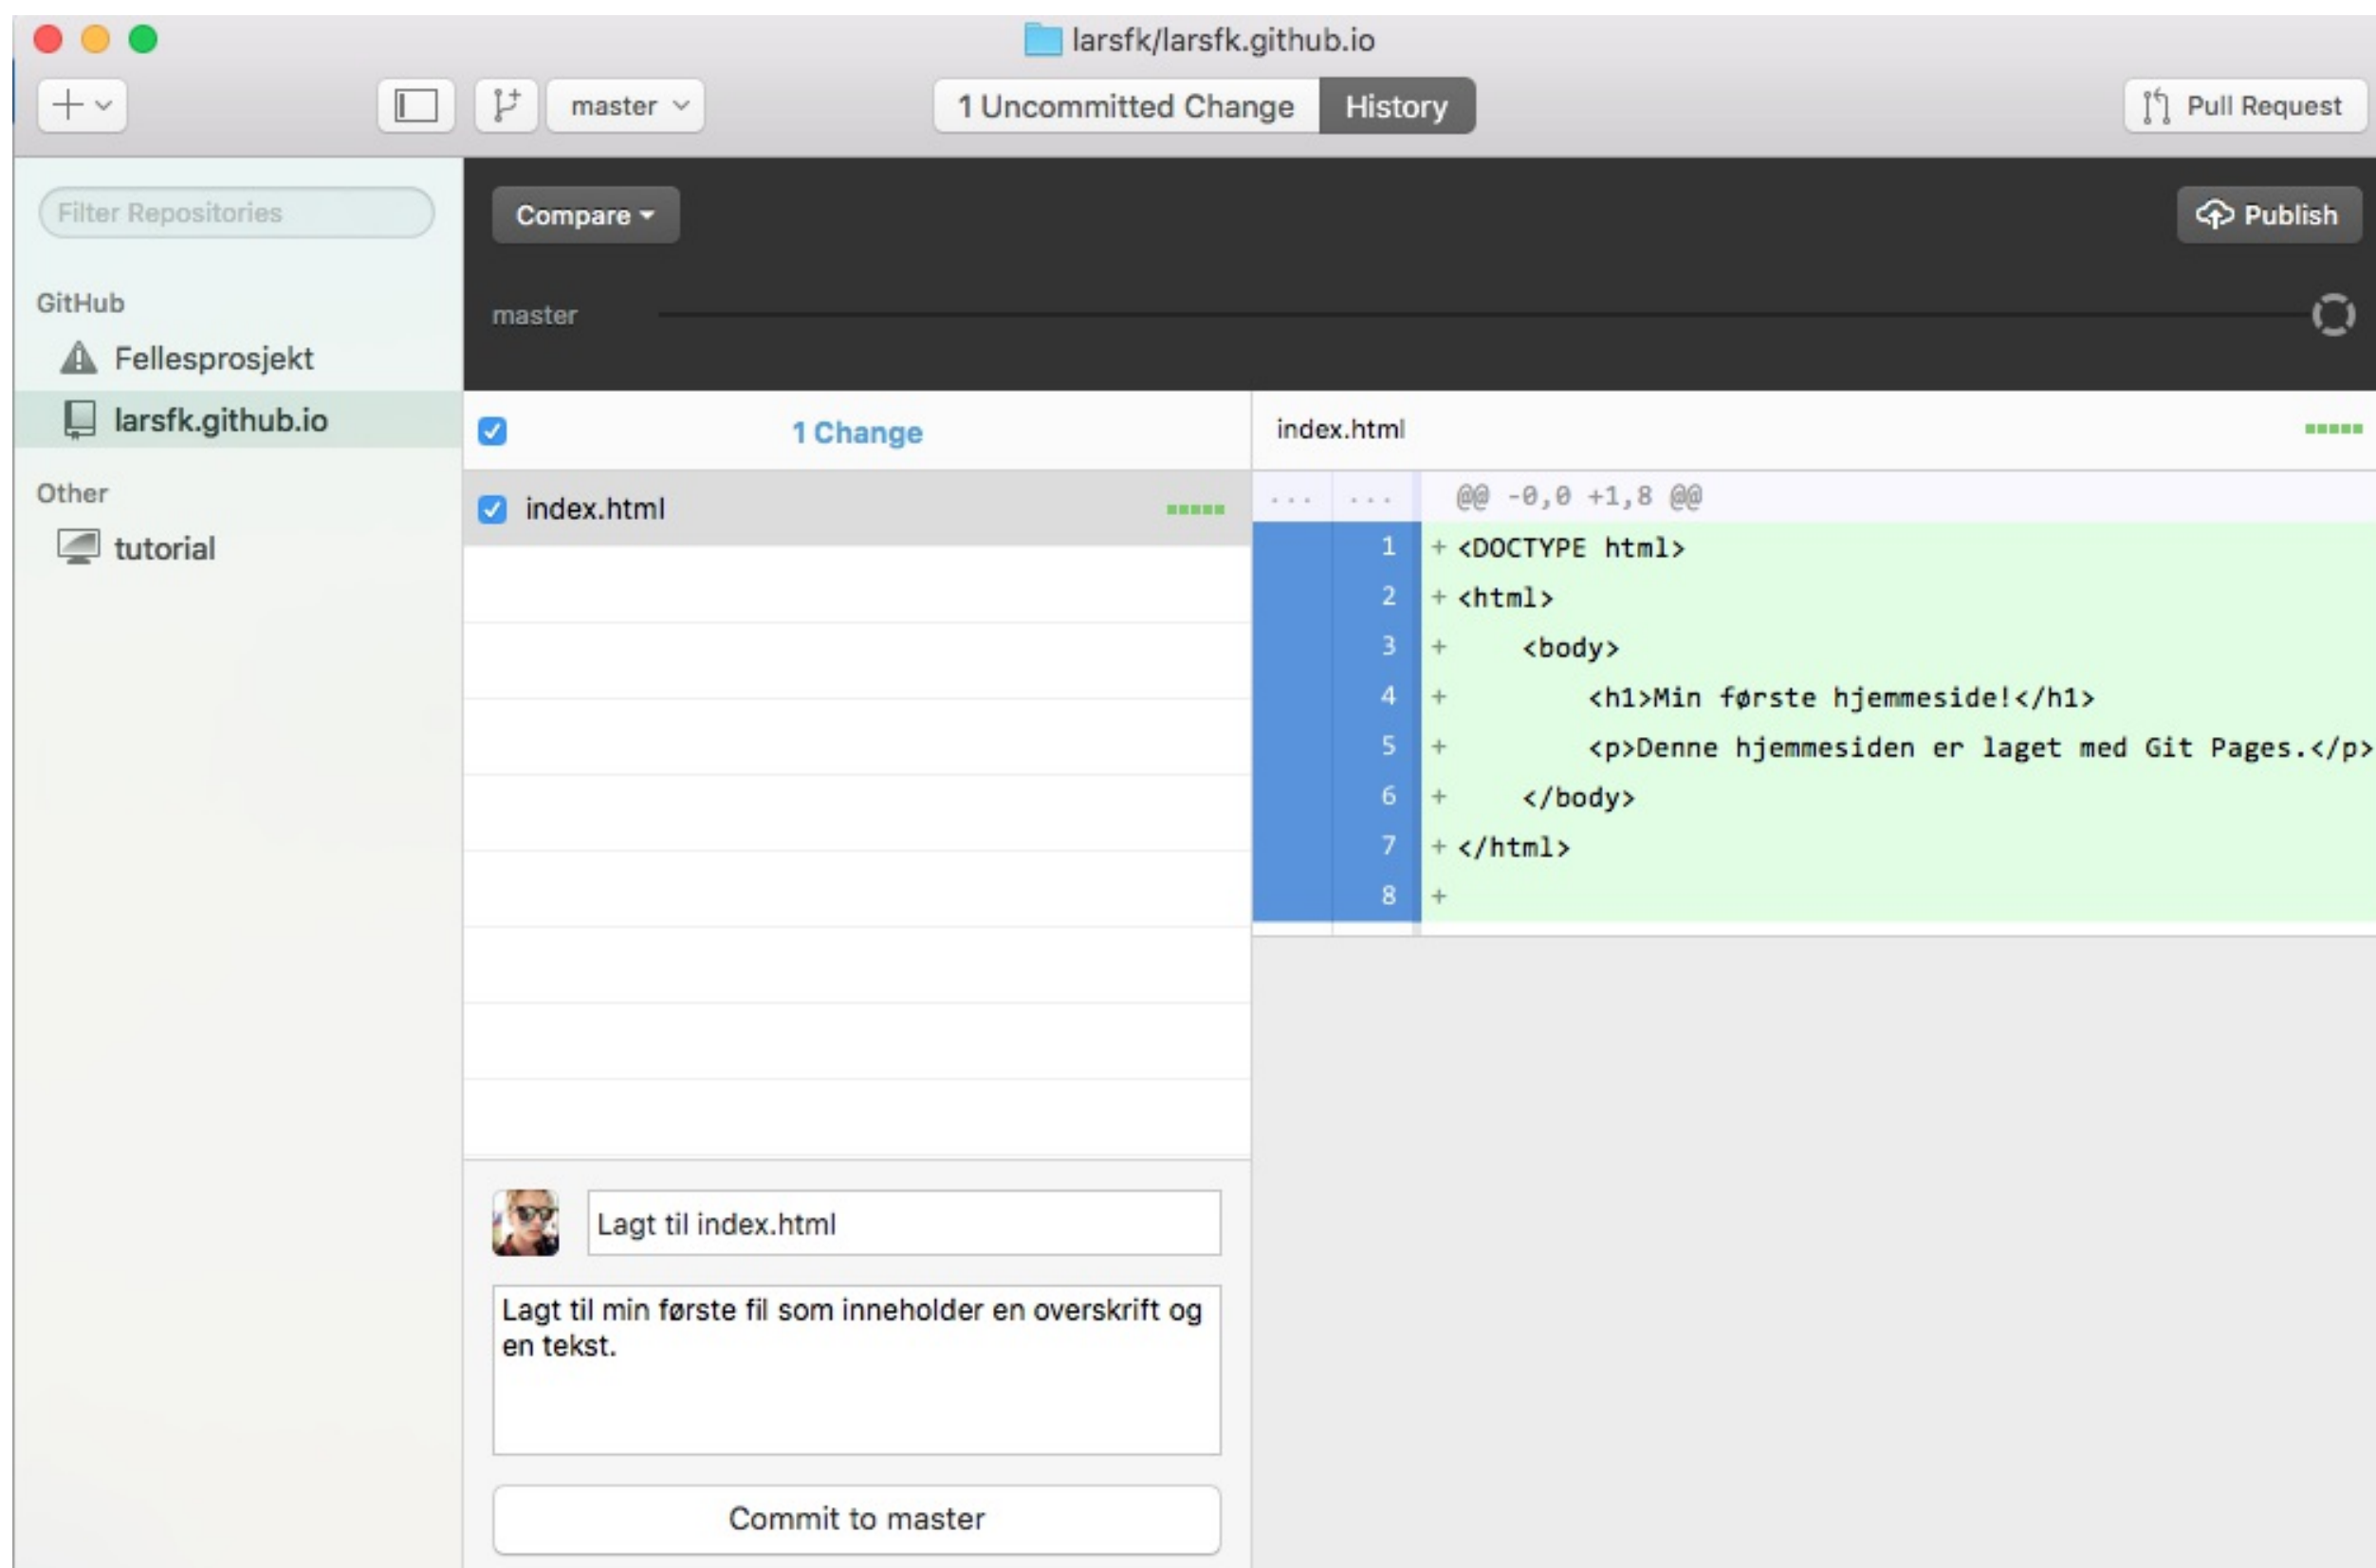 larsfk/larsfk.github.io
master
1 Uncommitted Change
History
Pull Request
Filter Repositories
GitHub
Fellesprosjekt
larsfk.github.io
Other
tutorial
Compare
Publish
master
1 Change
index.html
index.html
... ... @@ -0,0 +1,8 @@
1 + <DOCTYPE html>
2 + <html>
3 + <body>
4 + <h1>Min første hjemmeside!</h1>
5 + <p>Denne hjemmesiden er laget med Git Pages.</p>
6 + </body>
7 + </html>
8 +
Lagt til index.html
Lagt til min første fil som inneholder en overskrift og
en tekst.
Commit to master